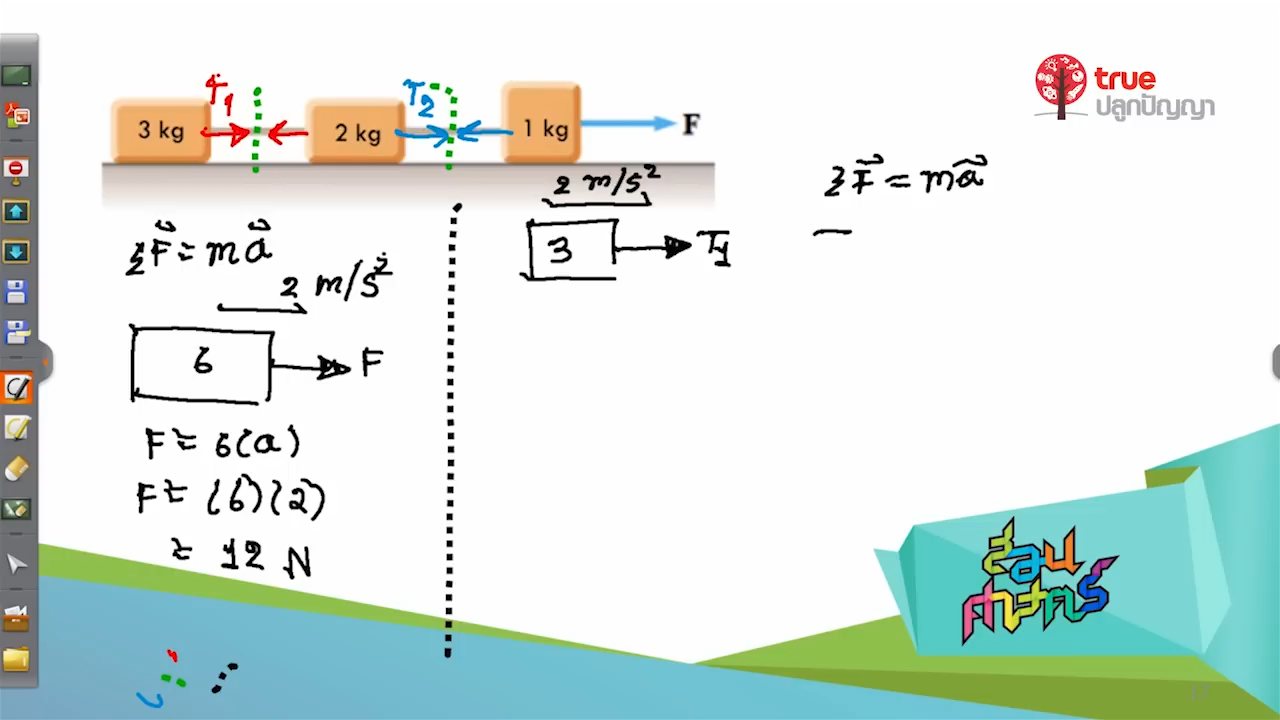 true
ปลูกปัญญา
T1
T2
3 kg
2 kg
1 kg
F
2 m/s²
ΣF = ma
ΣF = ma
3
T1
2 m/s²
6
F
F = 6(a)
F = (6)(2)
= 12 N
สอน
ศาสตร์
17